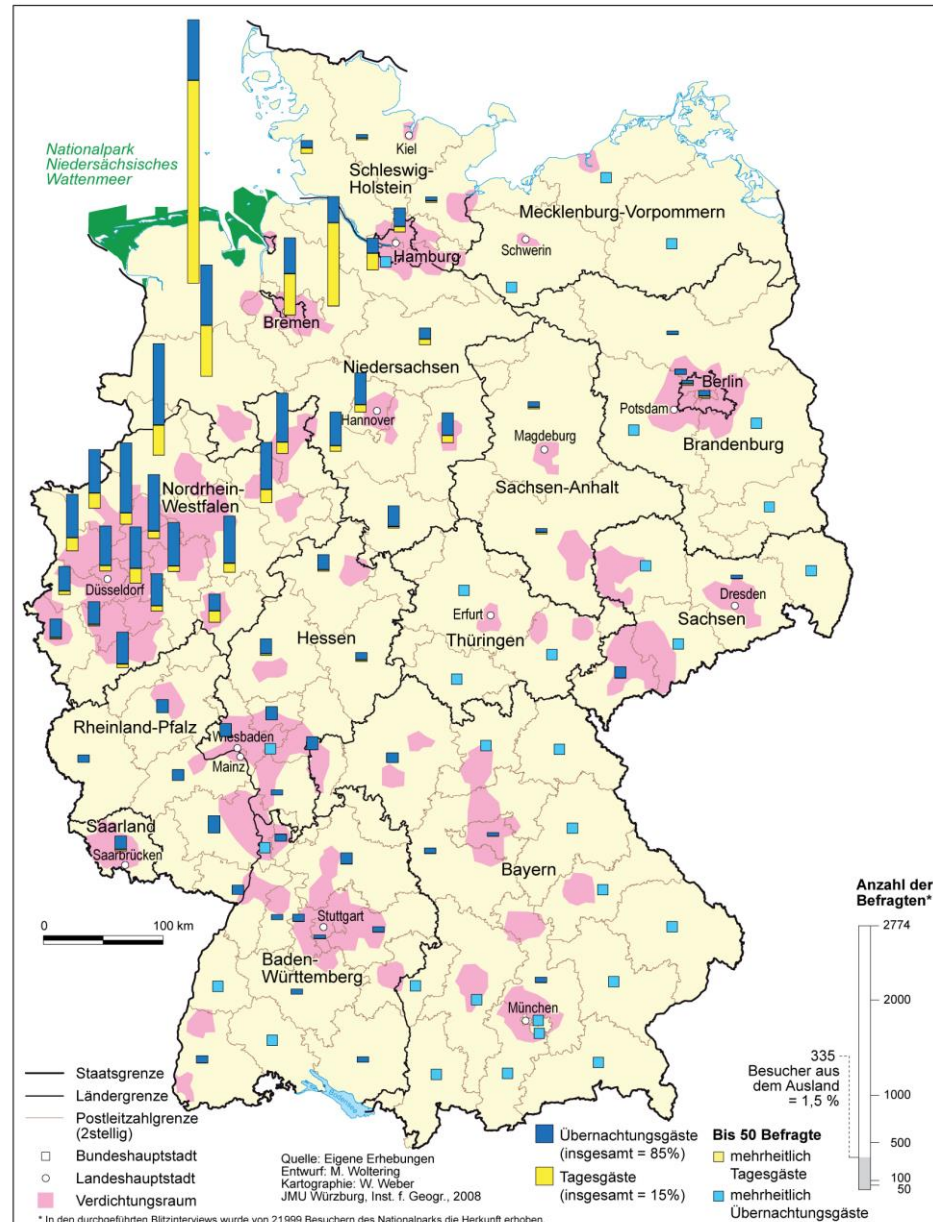 Nationalpark
Niedersächsisches
Wattenmeer
Kiel
Schleswig-
Holstein
Mecklenburg-Vorpommern
Schwerin
Hamburg
Bremen
Niedersachsen
Berlin
Hannover
Potsdam
Magdeburg
Brandenburg
Nordrhein-
Westfalen
Sachsen-Anhalt
Düsseldorf
Dresden
Erfurt
Sachsen
Hessen
Thüringen
Rheinland-Pfalz
Wiesbaden
Mainz
Saarland
Saarbrücken
Bayern
0
100 km
Stuttgart
Baden-
Württemberg
München
Bodensee
Anzahl der
Befragten*
2774
2000
335
Besucher aus
dem Ausland
= 1,5 %
1000
500
100
50
Staatsgrenze
Ländergrenze
Postleitzahlgrenze
(2stellig)
Bundeshauptstadt
Landeshauptstadt
Verdichtungsraum
Quelle: Eigene Erhebungen
Entwurf: M. Woltering
Kartographie: W. Weber
JMU Würzburg, Inst. f. Geogr., 2008
Übernachtungsgäste
(insgesamt = 85%)
Tagesgäste
(insgesamt = 15%)
Bis 50 Befragte
mehrheitlich
Tagesgäste
mehrheitlich
Übernachtungsgäste
* In den durchgeführten Blitzinterviews wurde von 21999 Besuchern des Nationalparks die Herkunft erhoben